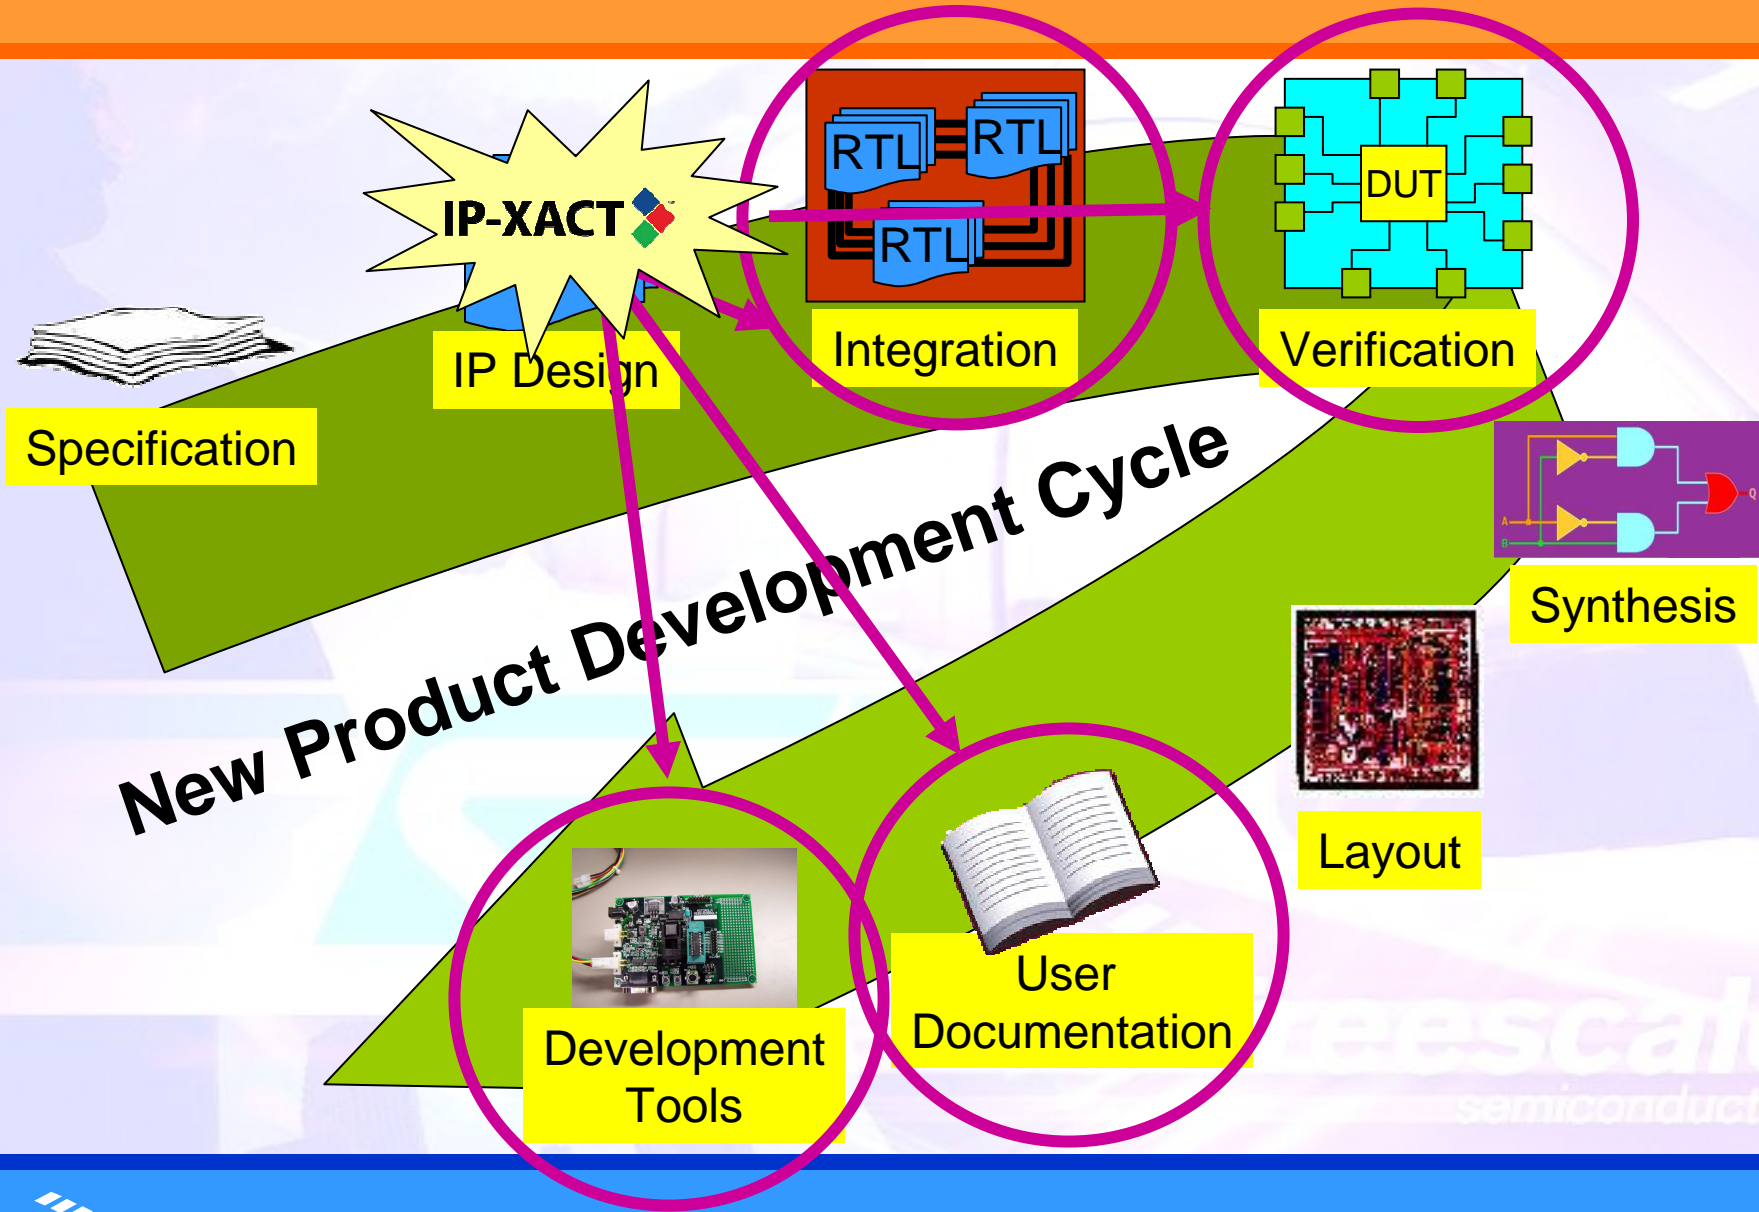 IP-XACT
RTL
RTL
RTL
DUT
IP Design
Integration
Verification
Specification
New Product Development Cycle
A
B
Q
Synthesis
Layout
User
Documentation
Development
Tools
semiconduct